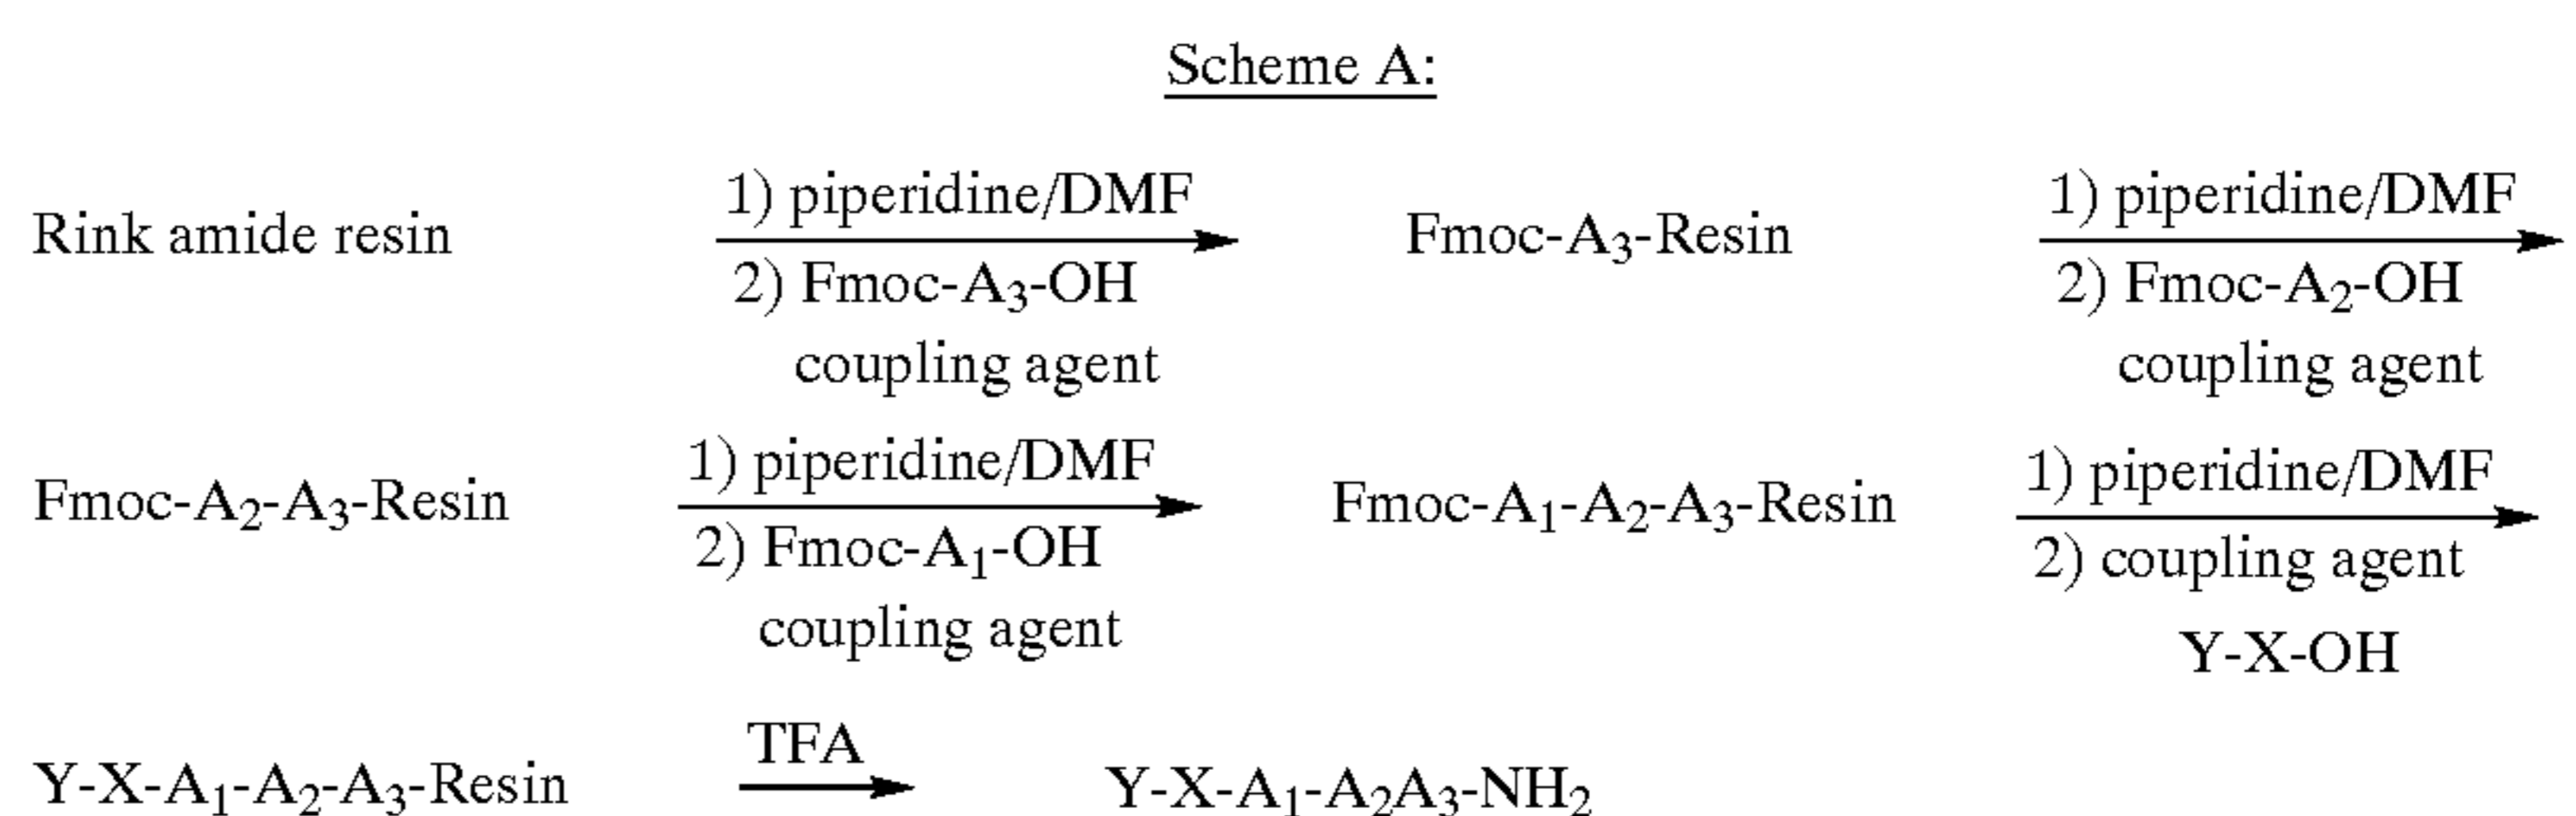 Scheme A:
1) piperidine/DMF
Rink amide resin
2) Fmoc-A₃-OH
coupling agent
Fmoc-A₃-Resin
1) piperidine/DMF
2) Fmoc-A₂-OH
coupling agent
Fmoc-A₂-A₃-Resin
1) piperidine/DMF
2) Fmoc-A₁-OH
coupling agent
Fmoc-A₁-A₂-A₃-Resin
1) piperidine/DMF
2) coupling agent
Y-X-OH
Y-X-A₁-A₂-A₃-Resin
TFA
Y-X-A₁-A₂A₃-NH₂